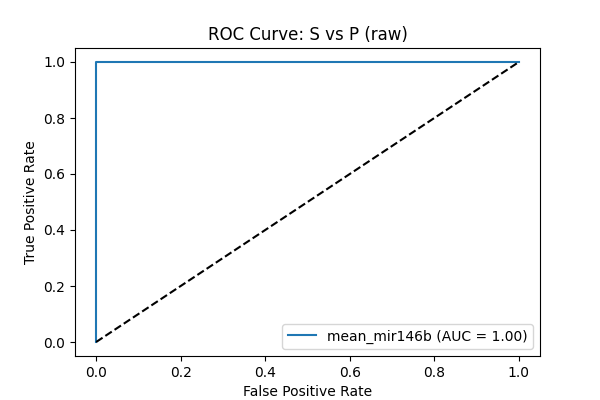 ROC Curve: S vs P (raw)
True Positive Rate
1.0
0.8
0.6
0.4
0.2
0.0
mean_mir146b (AUC = 1.00)
0.0 0.2 0.4 0.6 0.8 1.0
False Positive Rate